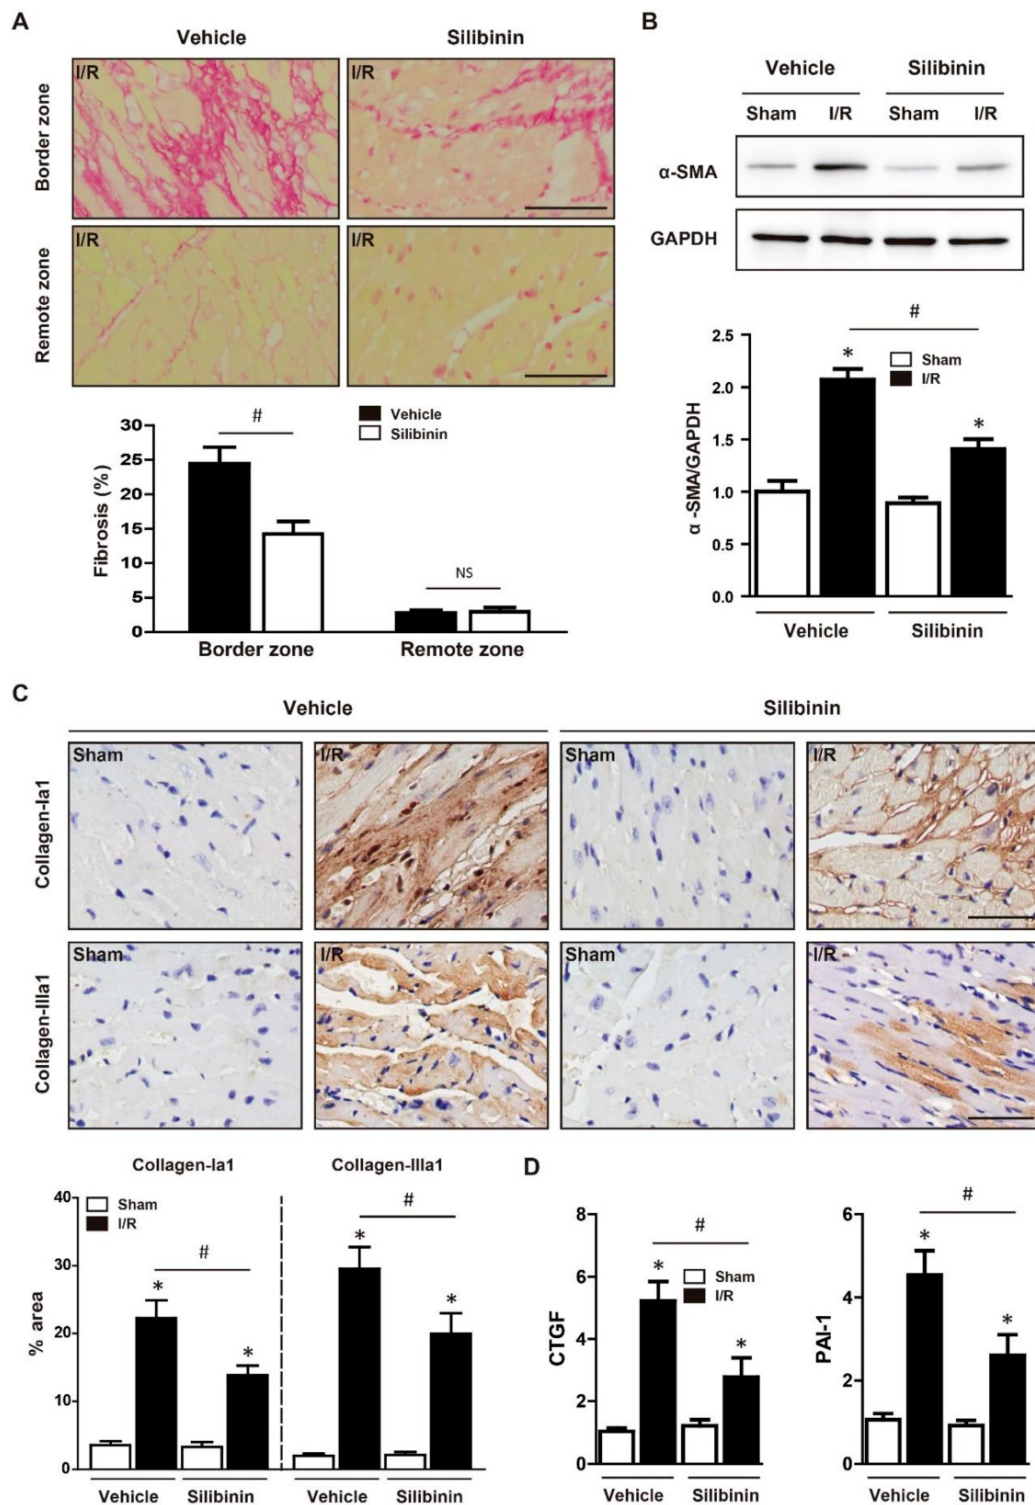 A
Vehicle
Silibinin
Border zone
I/R
I/R
Remote zone
I/R
I/R
Vehicle
Silibinin
#
NS
Fibrosis (%)
30
25
20
15
10
5
0
Border zone
Remote zone
B
Vehicle
Silibinin
Sham
I/R
Sham
I/R
α-SMA
GAPDH
#
Sham
I/R
*
*
α -SMA/GAPDH
2.5
2.0
1.5
1.0
0.5
0.0
Vehicle
Silibinin
C
Vehicle
Silibinin
Collagen-Ia1
Sham
I/R
Sham
I/R
Collagen-IIIa1
Sham
I/R
Sham
I/R
Collagen-Ia1
Collagen-IIIa1
Sham
I/R
#
#
*
*
*
*
% area
40
30
20
10
0
Vehicle
Silibinin
Vehicle
Silibinin
D
#
Sham
I/R
*
*
CTGF
8
6
4
2
0
Vehicle
Silibinin
#
*
*
PAI-1
6
4
2
0
Vehicle
Silibinin